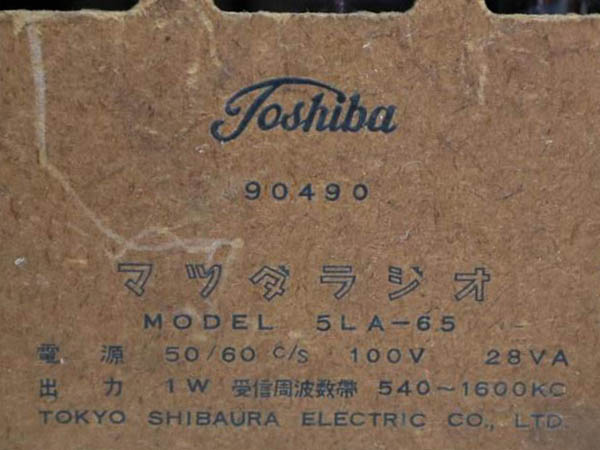 Toshiba
90490
マツダラジオ
MODEL 5LA-65
電源 50/60 c/s 100V 28VA
出力 1W 受信周波数帯 540~1600KC
TOKYO SHIBAURA ELECTRIC CO., LTD.